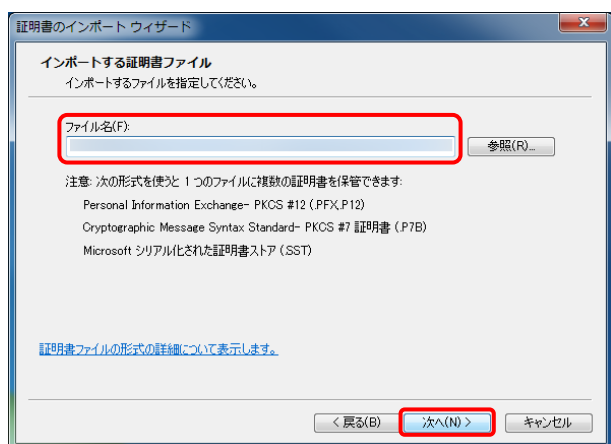 証明書のインポート ウィザード
インポートする証明書ファイル
インポートするファイルを指定してください。
ファイル名(F):
参照(R)...
注意: 次の形式を使うと 1 つのファイルに複数の証明書を保管できます:
Personal Information Exchange- PKCS #12 (.PFX,.P12)
Cryptographic Message Syntax Standard- PKCS #7 証明書 (.P7B)
Microsoft シリアル化された証明書ストア (.SST)
証明書ファイルの形式の詳細について表示します。
< 戻る(B)
次へ(N) >
キャンセル